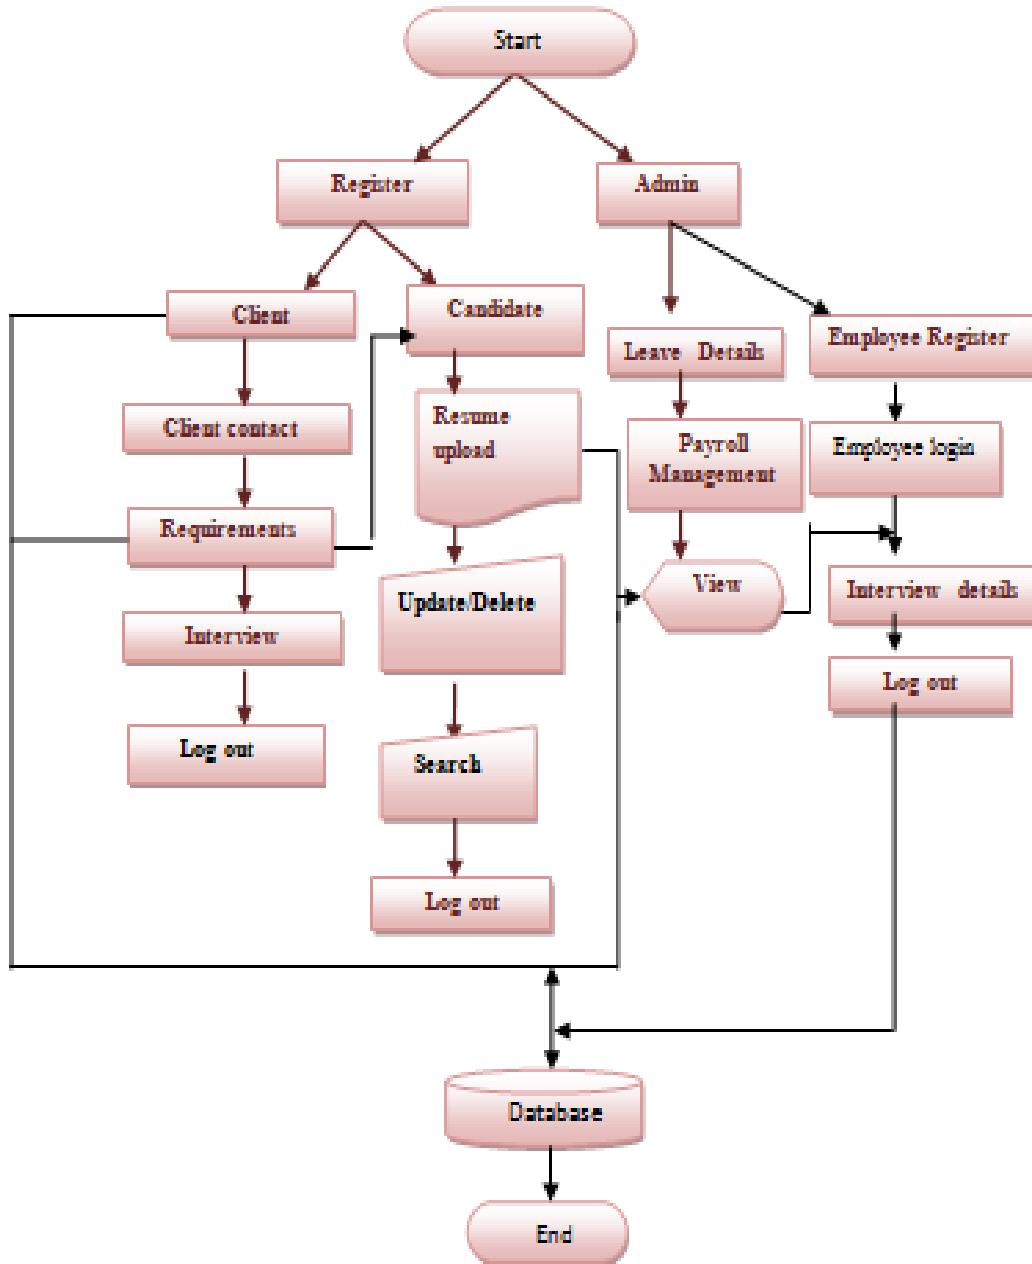 Start
Register
Admin
Client
Candidate
Leave Details
Employee Register
Client contact
Resume
upload
Payroll
Management
Employee login
Requirements
Update/Delete
View
Interview details
Interview
Log out
Log out
Search
Log out
Database
End